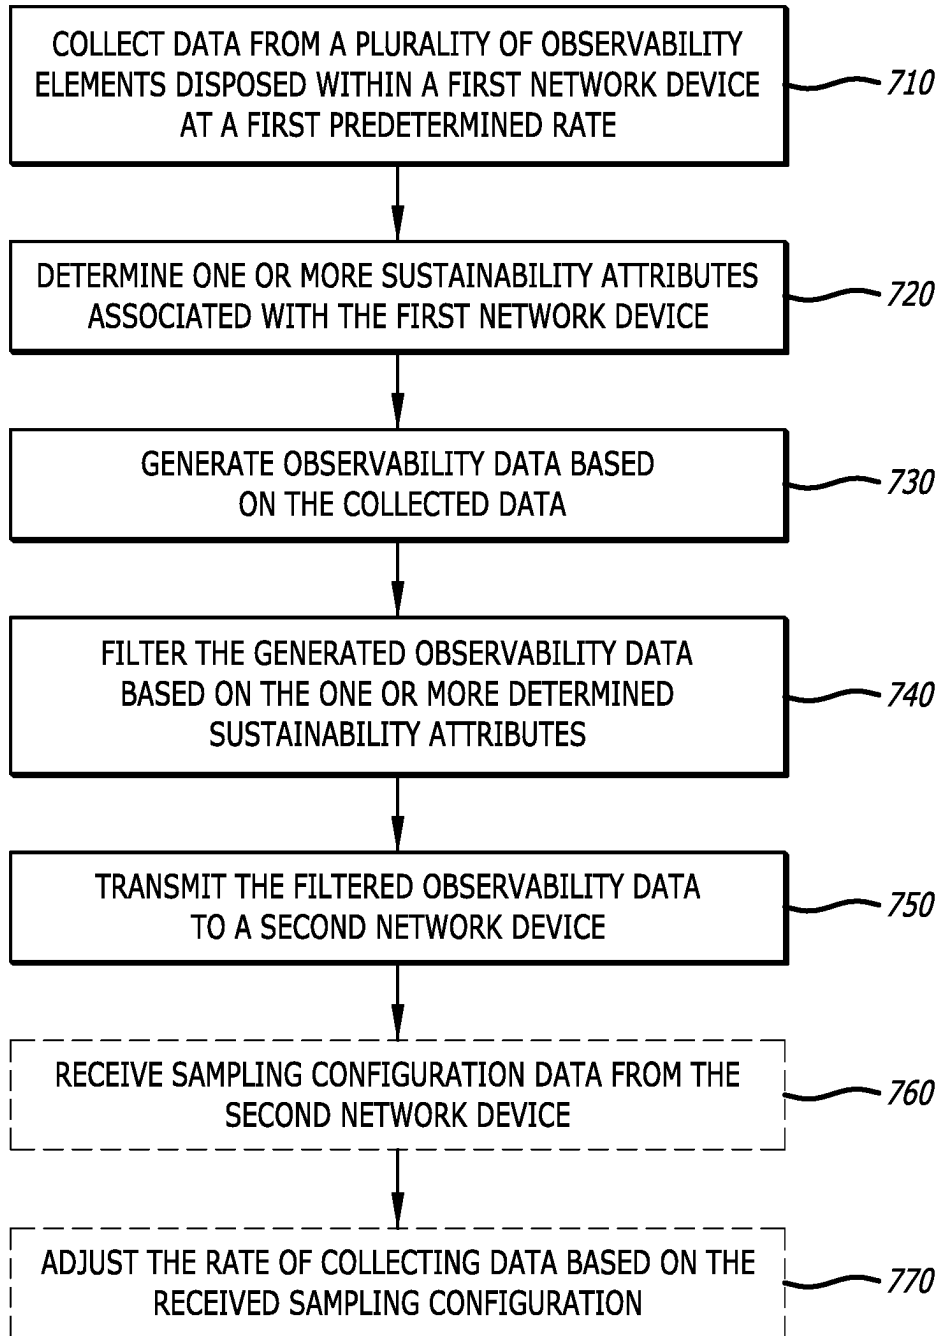 COLLECT DATA FROM A PLURALITY OF OBSERVABILITY
ELEMENTS DISPOSED WITHIN A FIRST NETWORK DEVICE
AT A FIRST PREDETERMINED RATE
710
DETERMINE ONE OR MORE SUSTAINABILITY ATTRIBUTES
ASSOCIATED WITH THE FIRST NETWORK DEVICE
720
GENERATE OBSERVABILITY DATA BASED
ON THE COLLECTED DATA
730
FILTER THE GENERATED OBSERVABILITY DATA
BASED ON THE ONE OR MORE DETERMINED
SUSTAINABILITY ATTRIBUTES
740
TRANSMIT THE FILTERED OBSERVABILITY DATA
TO A SECOND NETWORK DEVICE
750
RECEIVE SAMPLING CONFIGURATION DATA FROM THE
SECOND NETWORK DEVICE
760
ADJUST THE RATE OF COLLECTING DATA BASED ON THE
RECEIVED SAMPLING CONFIGURATION
770